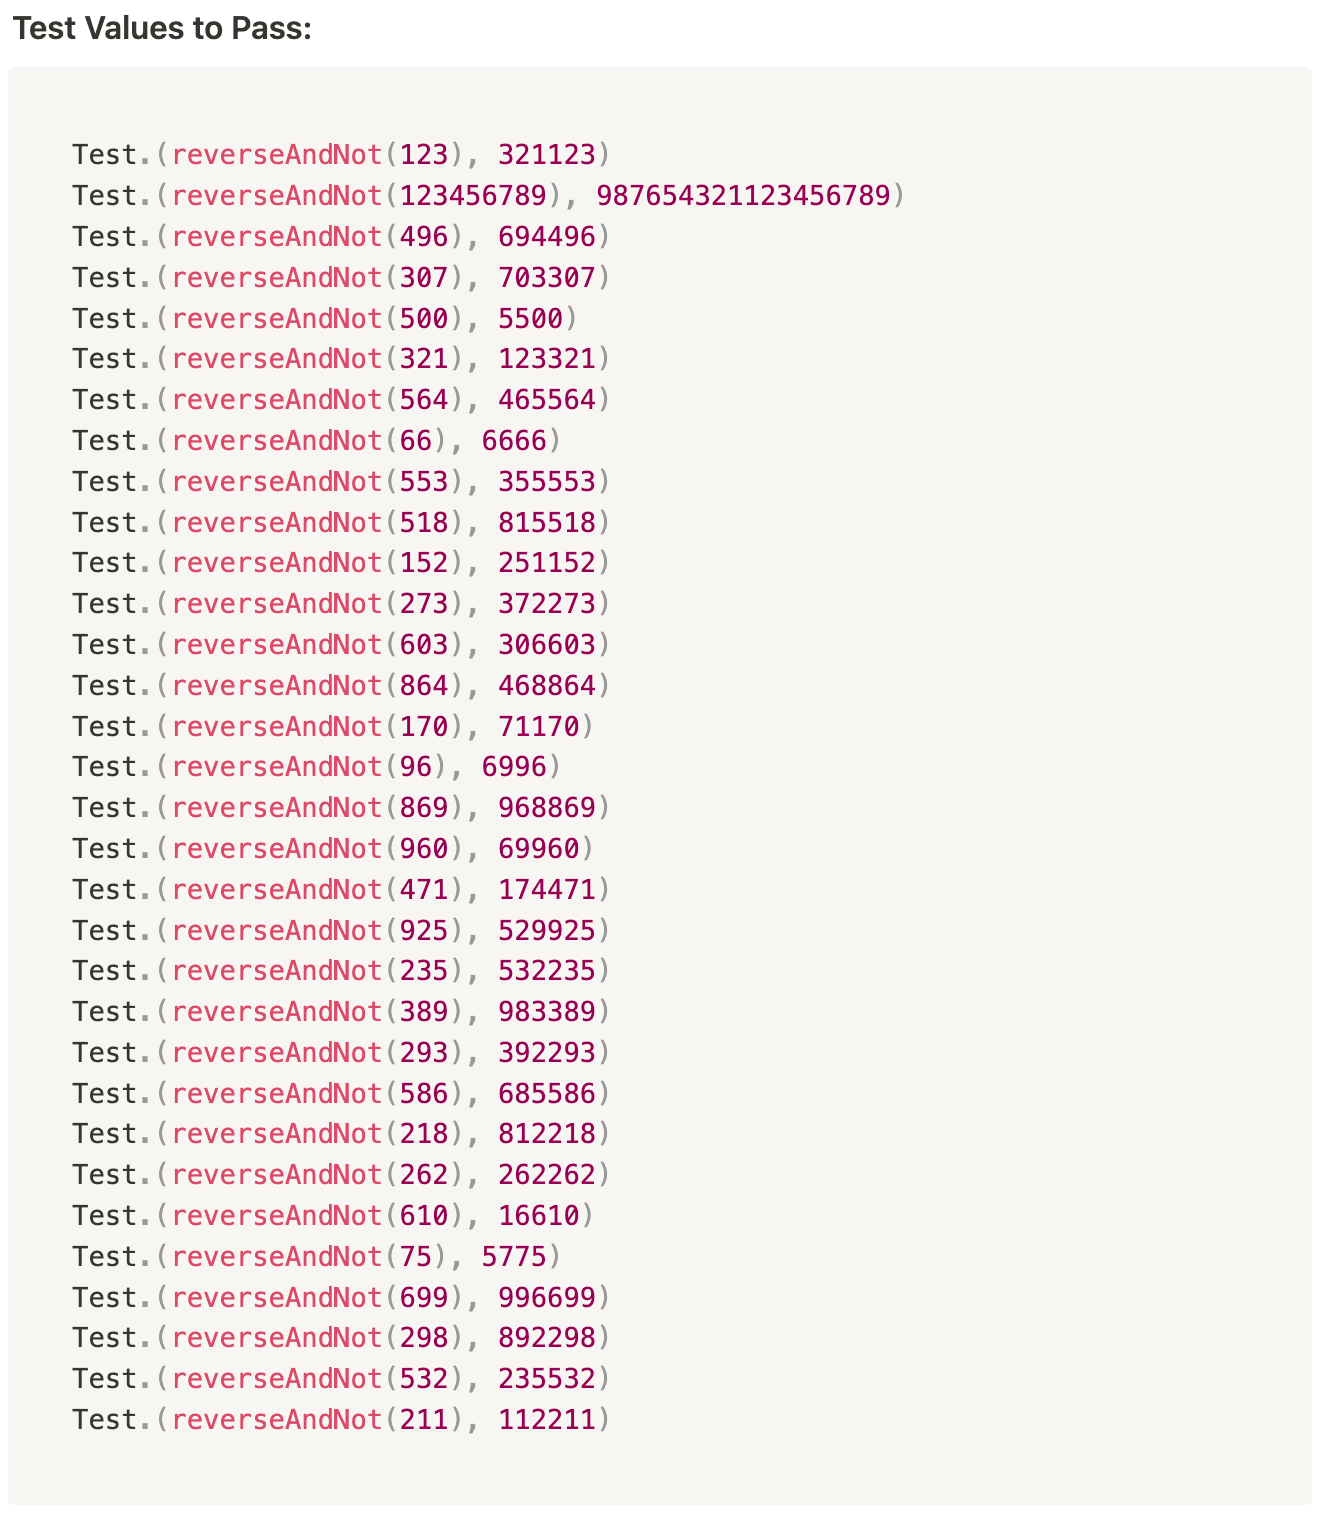 Test Values to Pass:
Test.(reverseAndNot(123), 321123)
Test.(reverseAndNot(123456789), 987654321123456789)
Test.(reverseAndNot(496), 694496)
Test.(reverseAndNot(307), 703307)
Test.(reverseAndNot(500), 5500)
Test.(reverseAndNot(321), 123321)
Test.(reverseAndNot(564), 465564)
Test.(reverseAndNot(66), 6666)
Test.(reverseAndNot(553), 355553)
Test.(reverseAndNot(518), 815518)
Test.(reverseAndNot(152), 251152)
Test.(reverseAndNot(273), 372273)
Test.(reverseAndNot(603), 306603)
Test.(reverseAndNot(864), 468864)
Test.(reverseAndNot(170), 71170)
Test.(reverseAndNot(96), 6996)
Test.(reverseAndNot(869), 968869)
Test.(reverseAndNot(960), 69960)
Test.(reverseAndNot(471), 174471)
Test.(reverseAndNot(925), 529925)
Test.(reverseAndNot(235), 532235)
Test.(reverseAndNot(389), 983389)
Test.(reverseAndNot(293), 392293)
Test.(reverseAndNot(586), 685586)
Test.(reverseAndNot(218), 812218)
Test.(reverseAndNot(262), 262262)
Test.(reverseAndNot(610), 16610)
Test.(reverseAndNot(75), 5775)
Test.(reverseAndNot(699), 996699)
Test.(reverseAndNot(298), 892298)
Test.(reverseAndNot(532), 235532)
Test.(reverseAndNot(211), 112211)